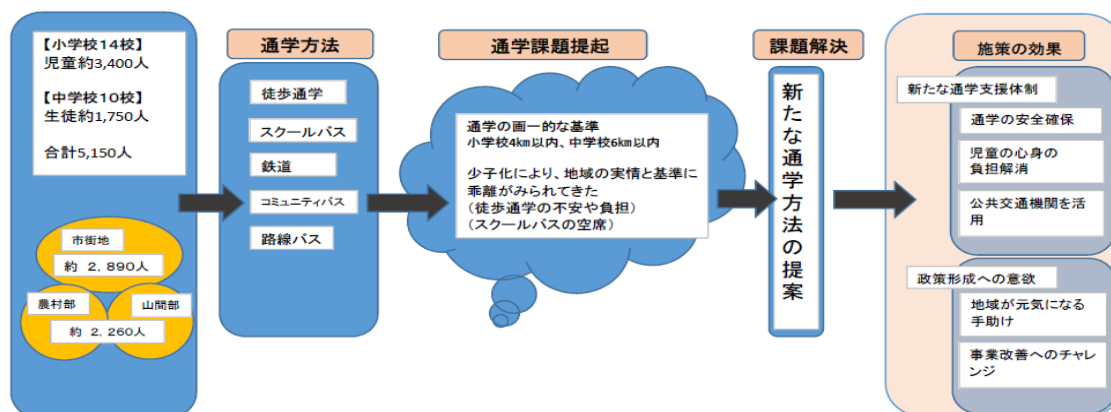 【小学校14校】
児童約3,400人
【中学校10校】
生徒約1,750人
合計5,150人
市街地
約 2,890人
農村部
山間部
約 2,260人
通学方法
徒歩通学
スクールバス
鉄道
コミュニティバス
路線バス
通学課題提起
通学の画一的な基準
小学校4km以内、中学校6km以内
少子化により、地域の実情と基準に
乖離がみられてきた
(徒歩通学の不安や負担)
(スクールバスの空席)
課題解決
新たな通学方法の提案
施策の効果
新たな通学支援体制
通学の安全確保
児童の心身の
負担解消
公共交通機関を活
用
政策形成への意欲
地域が元気になる
手助け
事業改善へのチャレ
ンジ